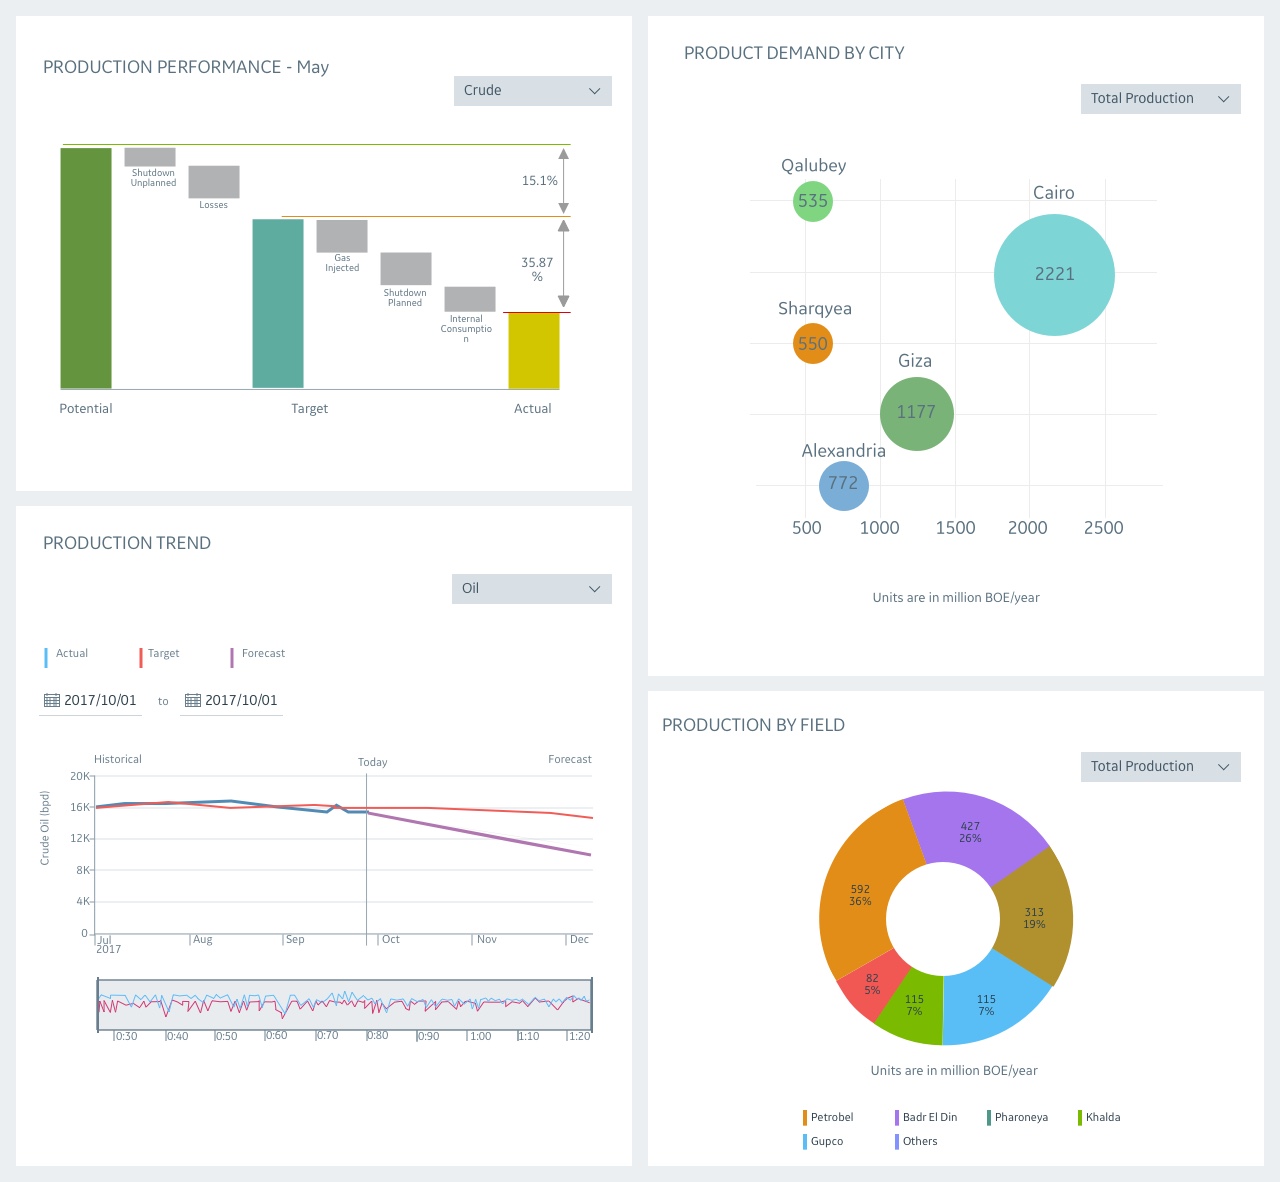 PRODUCTION PERFORMANCE - May
Crude
15.1%
Shutdown
Unplanned
Losses
Gas
Injected
35.87
%
Shutdown
Planned
Internal
Consumptio
n
Potential
Target
Actual
PRODUCT DEMAND BY CITY
Total Production
Qalubey
535
Cairo
2221
Sharqyea
550
Giza
1177
Alexandria
772
500 1000 1500 2000 2500
Units are in million BOE/year
PRODUCTION TREND
Oil
Actual Target Forecast
2017/10/01 to 2017/10/01
Historical Today Forecast
Crude Oil (bpd)
20K
16K
12K
8K
4K
0
Jul Aug Sep Oct Nov Dec
2017
0:30 0:40 0:50 0:60 0:70 0:80 0:90 1:00 1:10 1:20
PRODUCTION BY FIELD
Total Production
427
26%
592
36%
313
19%
82
5%
115
7%
115
7%
Units are in million BOE/year
Petrobel Badr El Din Pharoneya Khalda
Gupco Others